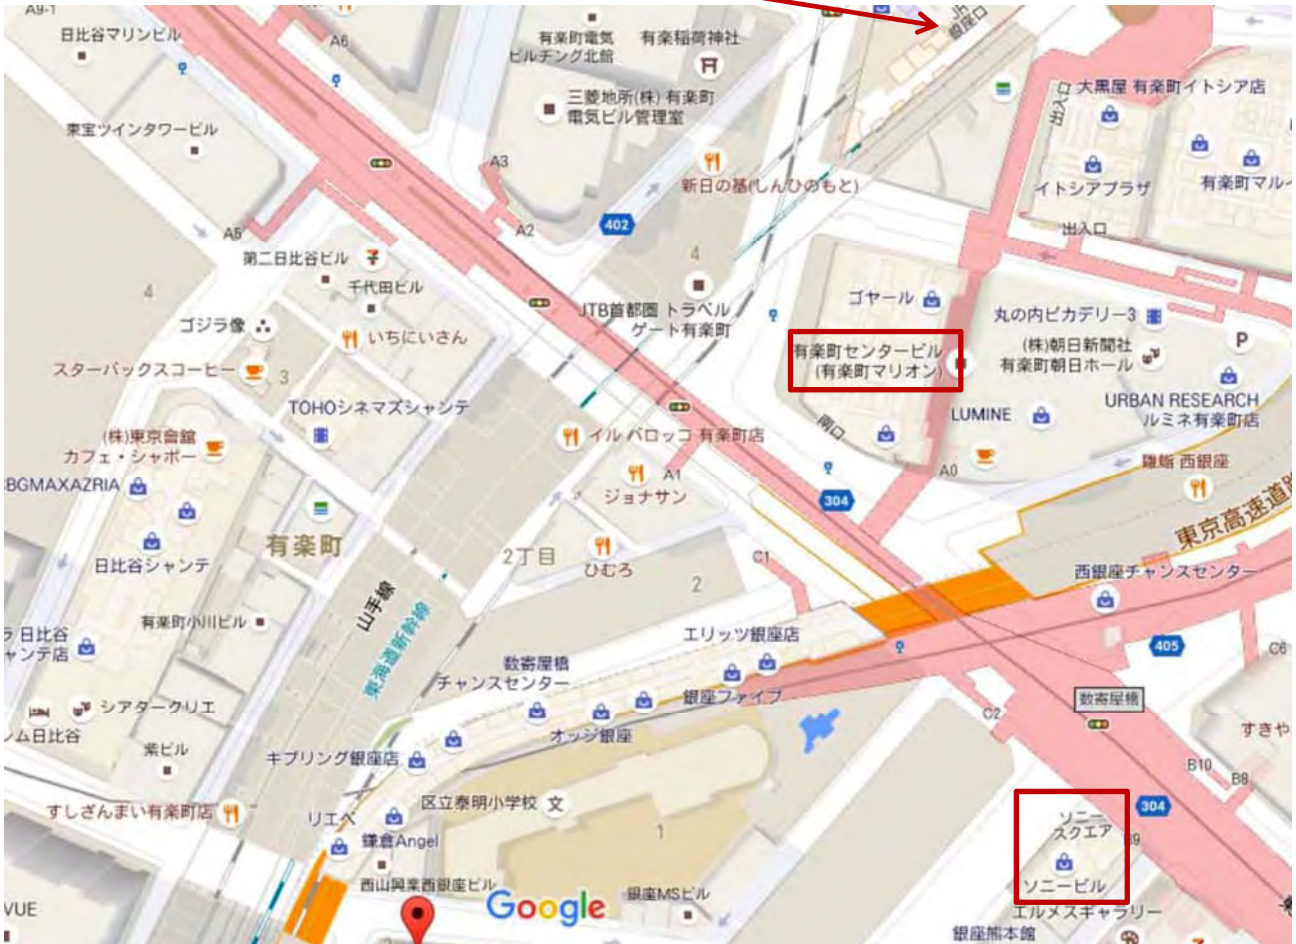 A9-1
日比谷マリンビル
A6
有楽町電気
ビルヂング北館
有楽稲荷神社
銀座口
三菱地所(株) 有楽町
電気ビル管理室
出入口
大黒屋 有楽町イトシア店
東宝ツインタワービル
A3
新日の基(しんひのもと)
イトシアプラザ
有楽町マルイ
402
A2
A5
出入口
第二日比谷ビル
千代田ビル
4
4
JTB首都圏 トラベル
ゲート有楽町
ゴヤール
丸の内ピカデリー3
ゴジラ像
いちにいさん
有楽町センタービル
(有楽町マリオン)
(株)朝日新聞社
有楽町朝日ホール
P
スターバックスコーヒー
3
TOHOシネマズシャンテ
LUMINE
URBAN RESEARCH
ルミネ有楽町店
(株)東京會舘
カフェ・シャポー
イル バロッコ 有楽町店
南口
A0
BGMAXAZRIA
ジョナサン
A1
304
西銀座
東京高速道路
有楽町
2丁目
ひむろ
C1
日比谷シャンテ
2
西銀座チャンスセンター
山手線
東海道新幹線
有楽町小川ビル
エリッツ銀座店
405
C6
ラ 日比谷
ャンテ店
数寄屋橋
チャンスセンター
銀座ファイブ
数寄屋橋
シアタークリエ
C2
ム日比谷
オッジ銀座
すきや
紫ビル
キプリング銀座店
B10
B8
すしざんまい有楽町店
リエベ
区立泰明小学校
文
1
304
ソニー
スクエア
B9
鎌倉Angel
西山興業西銀座ビル
ソニービル
Google
銀座MSビル
VUE
エルメスギャラリー
銀座熊本館